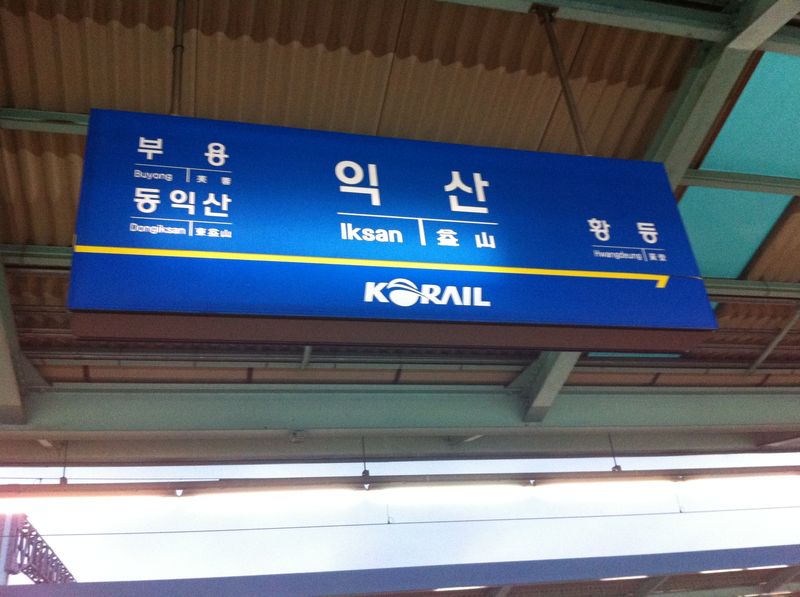 부 용
Buyong 芙蓉
동익산
Dongiksan 東益山
익 산
Iksan 益山
황 등
Hwangdeung 黃登
KORAIL